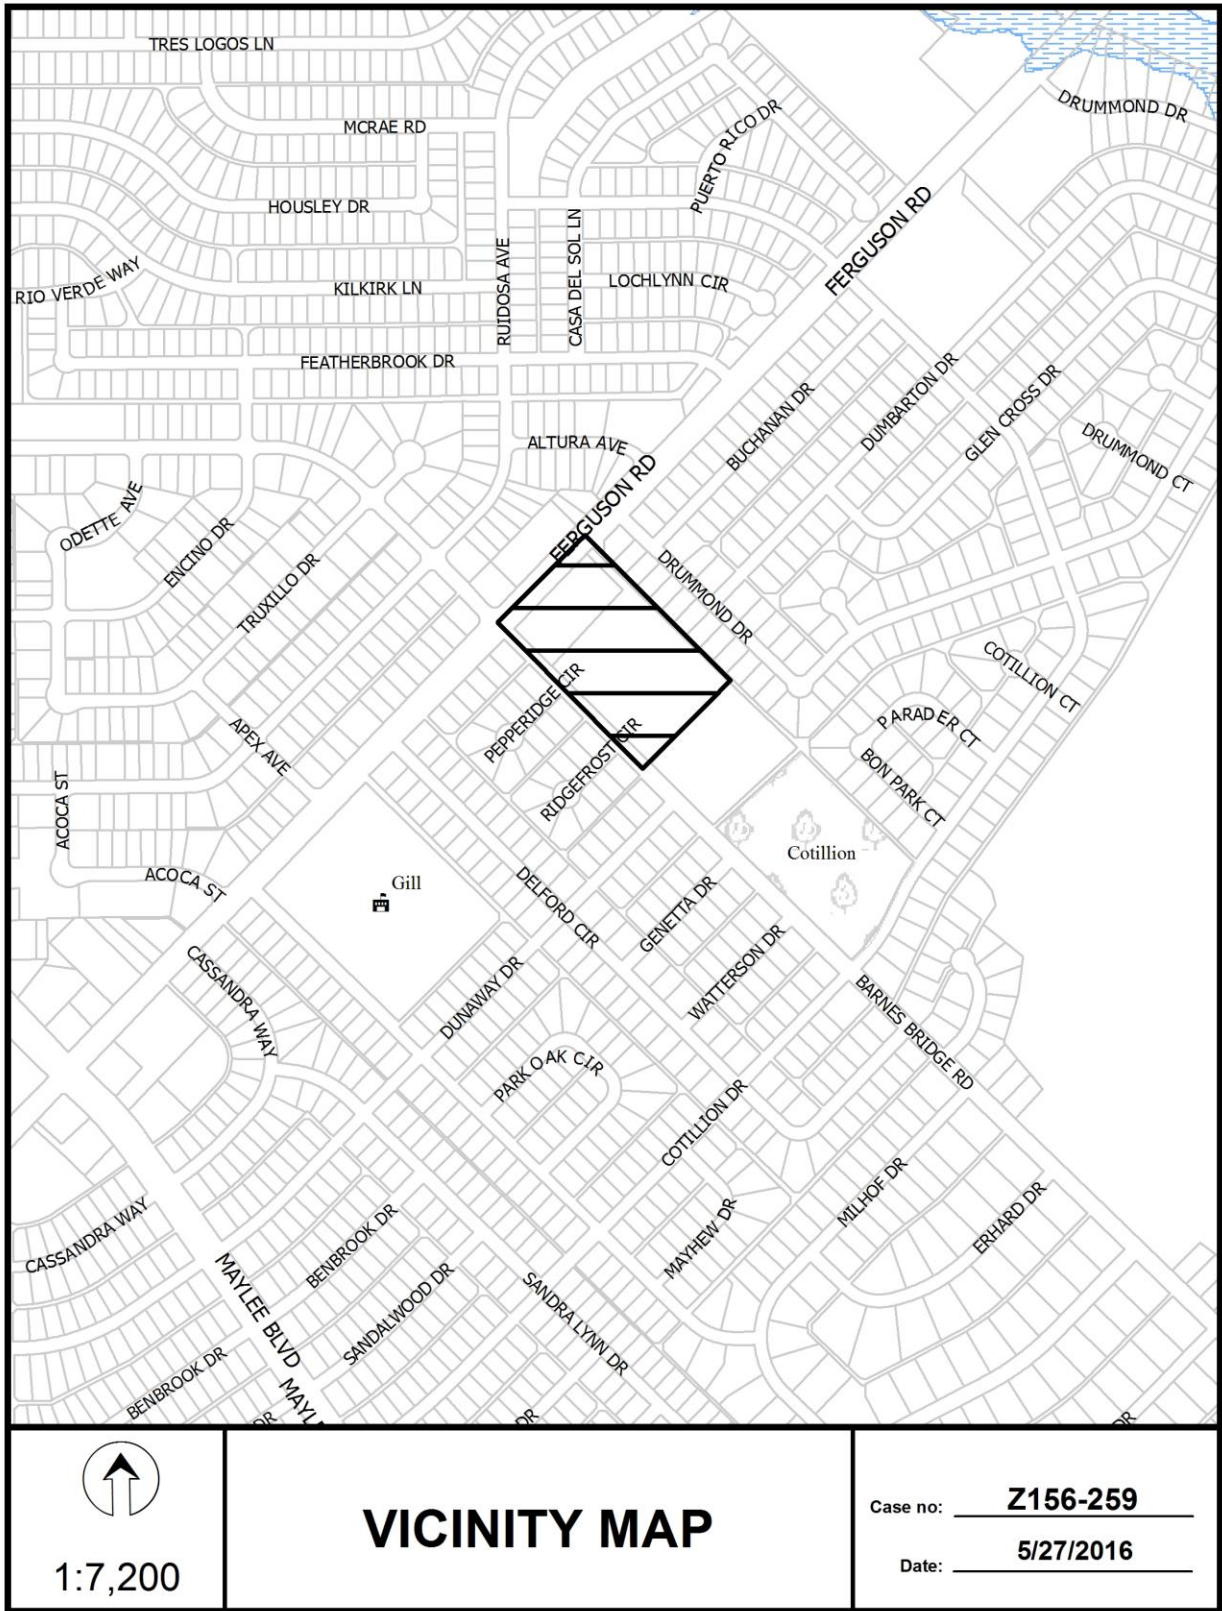 TRES LOGOS LN
DRUMMOND DR
MCRAE RD
PUERTO RICO DR
HOUSLEY DR
FERGUSON RD
RIO VERDE WAY
KILKIRK LN
RUIDOSA AVE
CASA DEL SOL LN
LOCHLYNN CIR
FEATHERBROOK DR
BUCHANAN DR
DUMBARTON DR
GLEN CROSS DR
DRUMMOND CT
ALTURA AVE
FERGUSON RD
ODETTE AVE
ENCINO DR
TRUXILLO DR
DRUMMOND DR
COTILLION CT
PEPPERIDGE CIR
RIDGEFROST CIR
PARADER CT
BON PARK CT
APEX AVE
ACOCA ST
ACOCA ST
Gill
Cotillion
DELFORD CIR
GENETTA DR
WATTERSON DR
CASSANDRA WAY
DUNAWAY DR
BARNES BRIDGE RD
PARK OAK CIR
COTILLION DR
MILHOF DR
ERHARD DR
MAYHEW DR
CASSANDRA WAY
BENBROOK DR
SANDALWOOD DR
SANDRA LYNN DR
MAYLEE BLVD
BENBROOK DR
MAYLE
DR
DR
DR
1:7,200
VICINITY MAP
Case no: Z156-259
Date: 5/27/2016